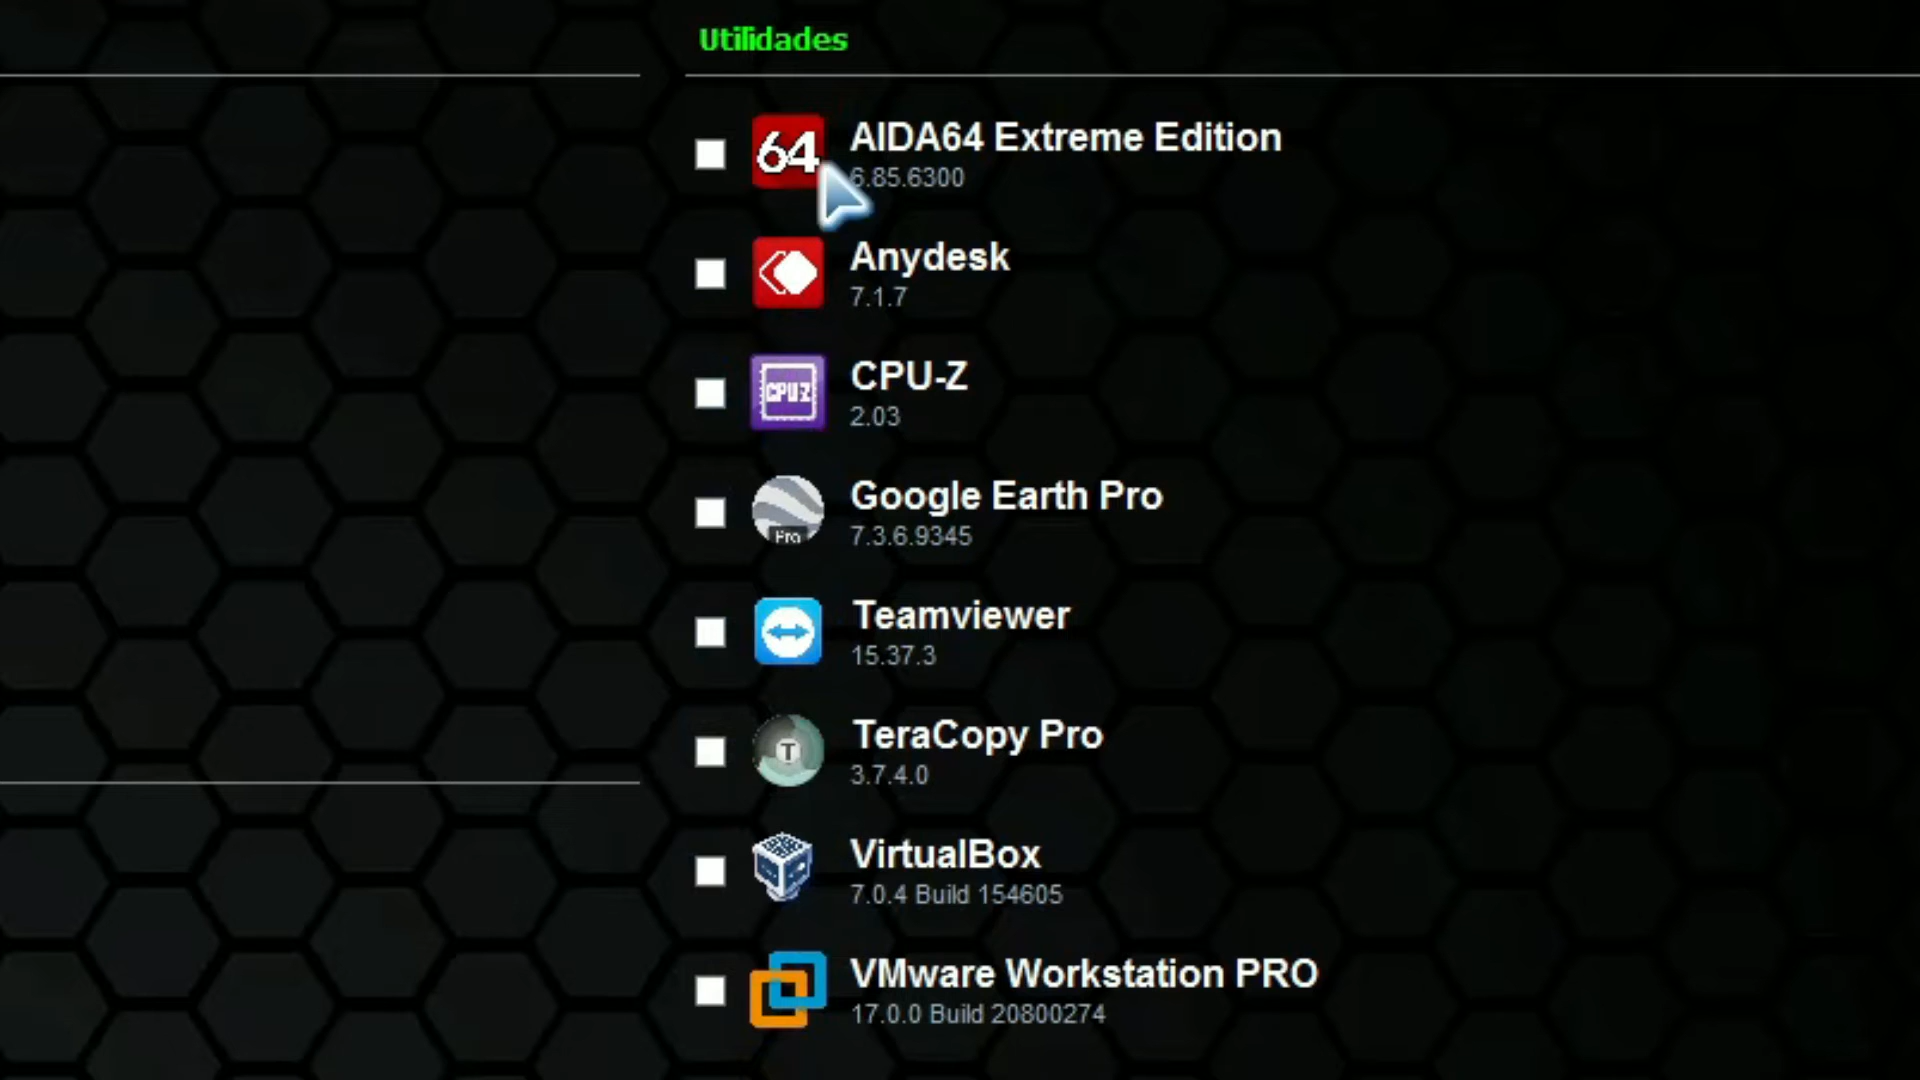 Utilidades
64
AIDA64 Extreme Edition
6.85.6300
Anydesk
7.1.7
CPU-Z
CPU-Z
2.03
Google Earth Pro
Pro
7.3.6.9345
Teamviewer
15.37.3
T
TeraCopy Pro
3.7.4.0
VirtualBox
7.0.4 Build 154605
VMware Workstation PRO
17.0.0 Build 20800274